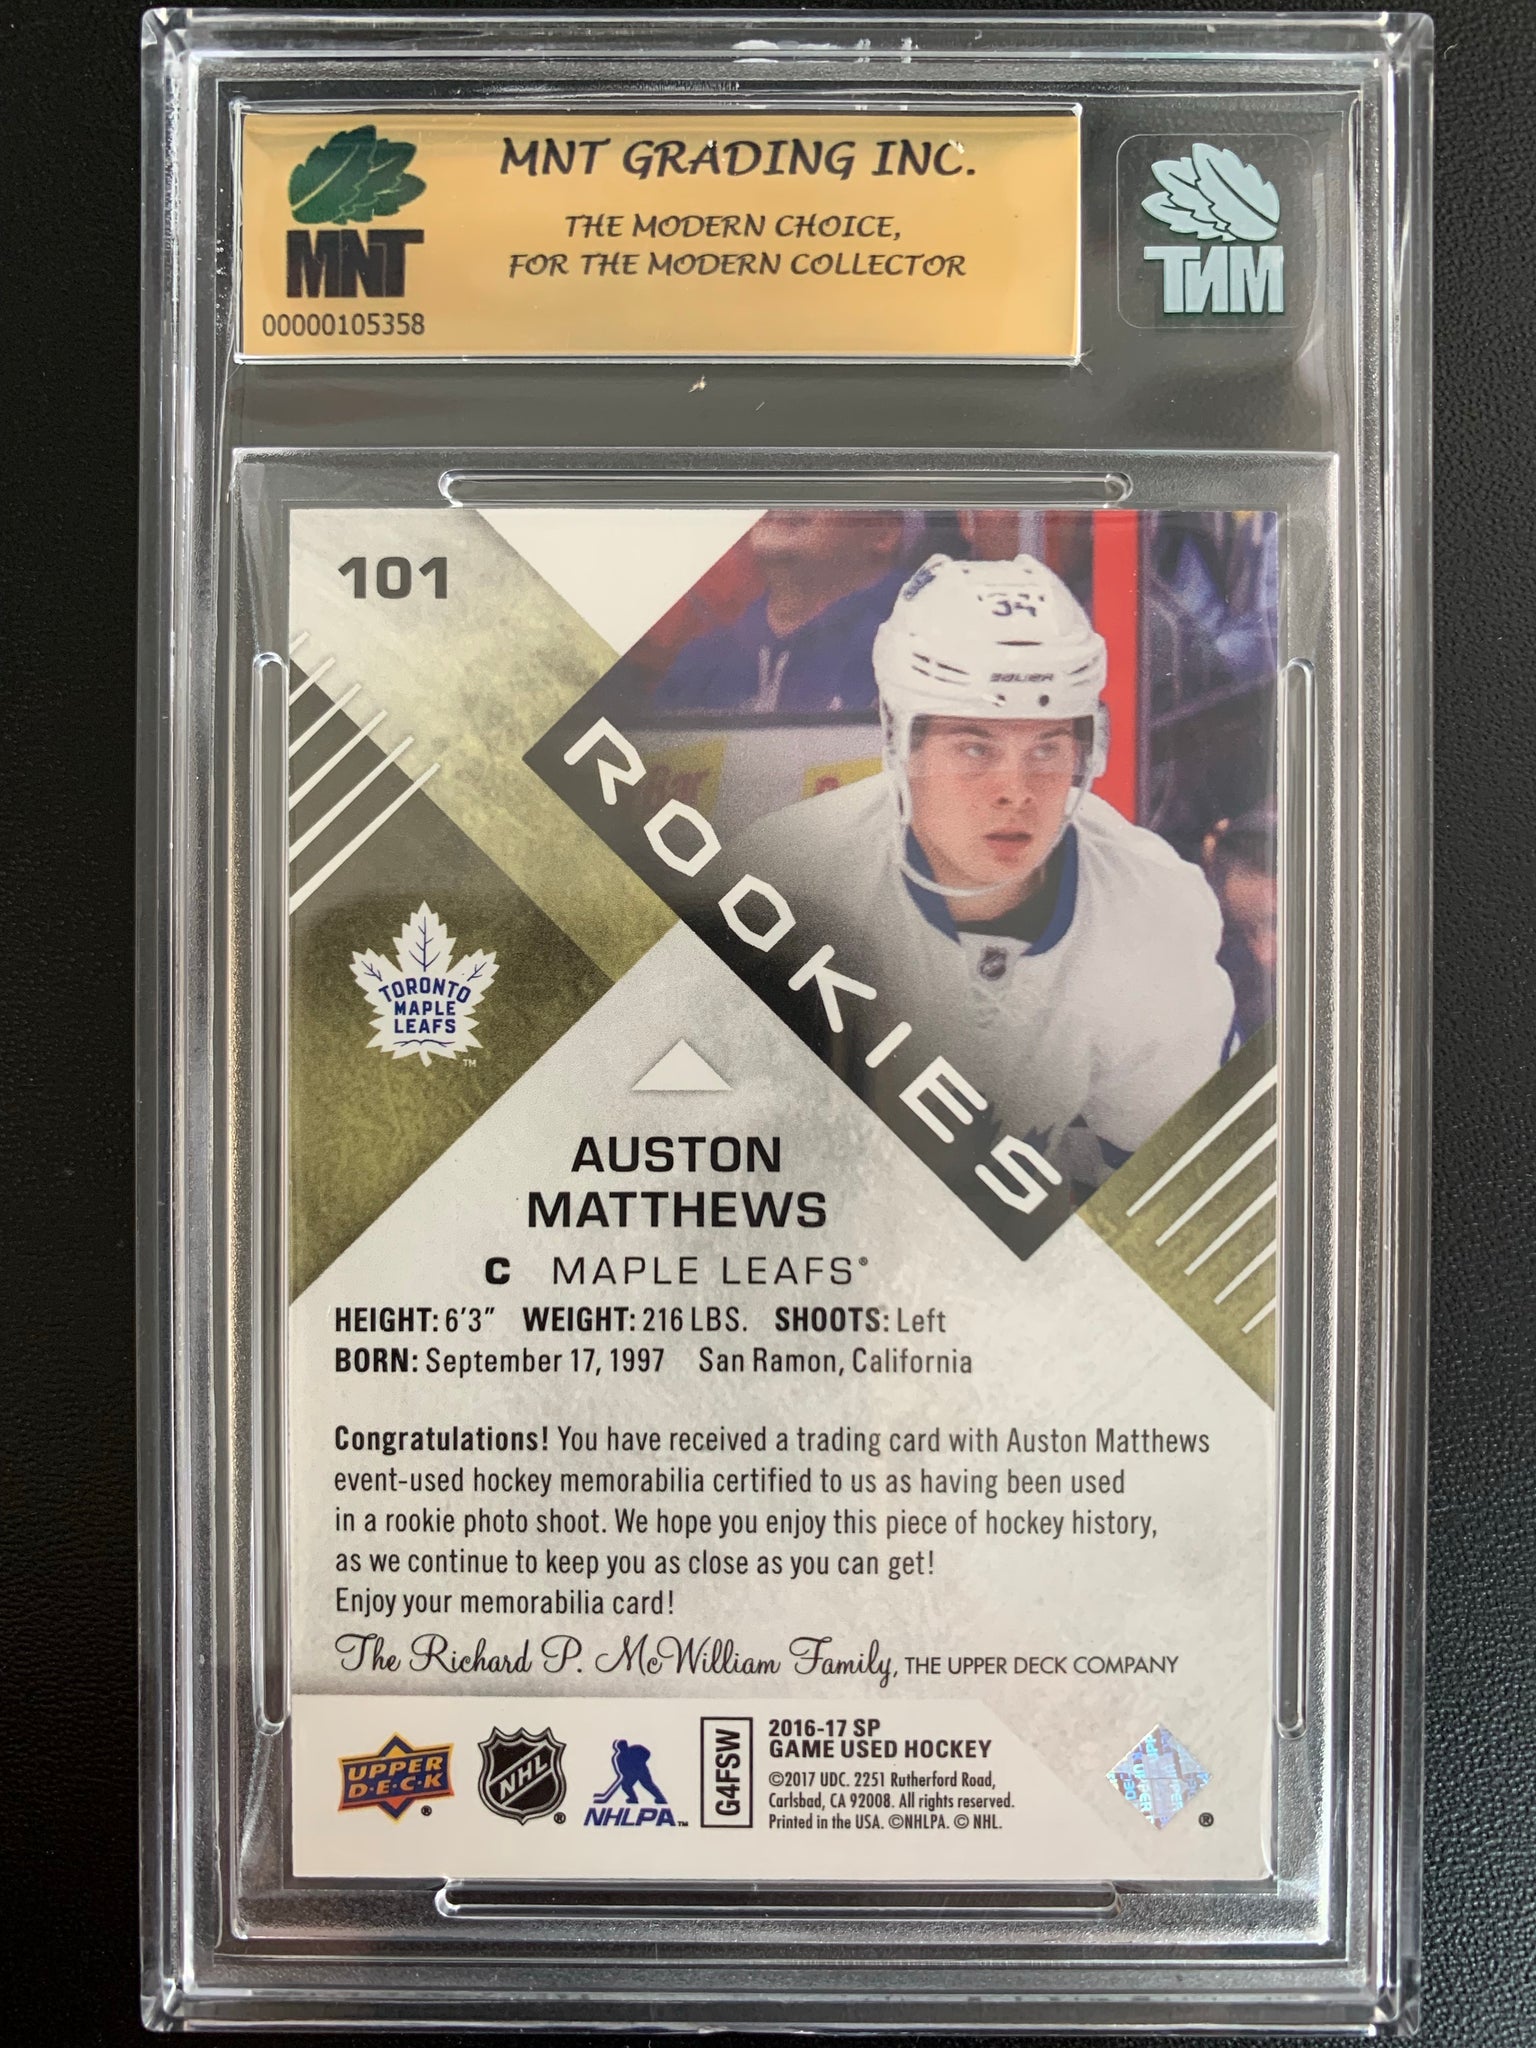 MNT GRADING INC.
THE MODERN CHOICE,
FOR THE MODERN COLLECTOR
MNT
00000105358
MNT
101
34
BAUER
ROOKIES
TORONTO
MAPLE
LEAFS
TM
AUSTON
MATTHEWS
C MAPLE LEAFS®
HEIGHT: 6'3" WEIGHT: 216 LBS. SHOOTS: Left
BORN: September 17, 1997 San Ramon, California
Congratulations! You have received a trading card with Auston Matthews
event-used hockey memorabilia certified to us as having been used
in a rookie photo shoot. We hope you enjoy this piece of hockey history,
as we continue to keep you as close as you can get!
Enjoy your memorabilia card!
The Richard P. McWilliam Family, THE UPPER DECK COMPANY
UPPER
D·E·C·K
®
NHL
®
NHLPA™
G4FSW
2016-17 SP
GAME USED HOCKEY
©2017 UDC. 2251 Rutherford Road,
Carlsbad, CA 92008. All rights reserved.
Printed in the USA. ©NHLPA. © NHL.
®